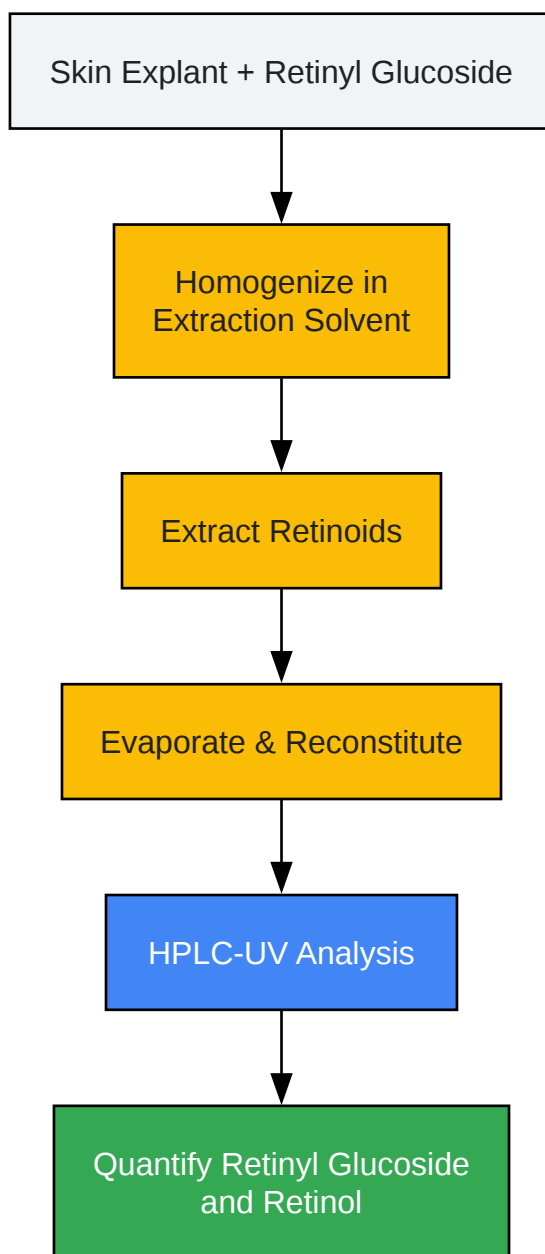 Skin Explant + Retinyl Glucoside
Homogenize in
Extraction Solvent
Extract Retinoids
Evaporate & Reconstitute
HPLC-UV Analysis
Quantify Retinyl Glucoside
and Retinol